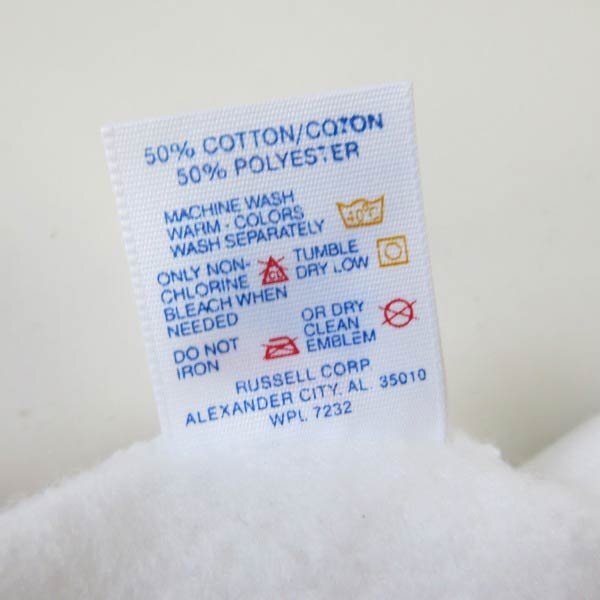 50% COTTON/COTON
50% POLYESTER
MACHINE WASH
WARM - COLORS
WASH SEPARATELY
40°C
ONLY NON-
CHLORINE
BLEACH WHEN
NEEDED
CL
TUMBLE
DRY LOW
DO NOT
IRON
OR DRY
CLEAN
EMBLEM
RUSSELL CORP
ALEXANDER CITY, AL. 35010
WPL 7232